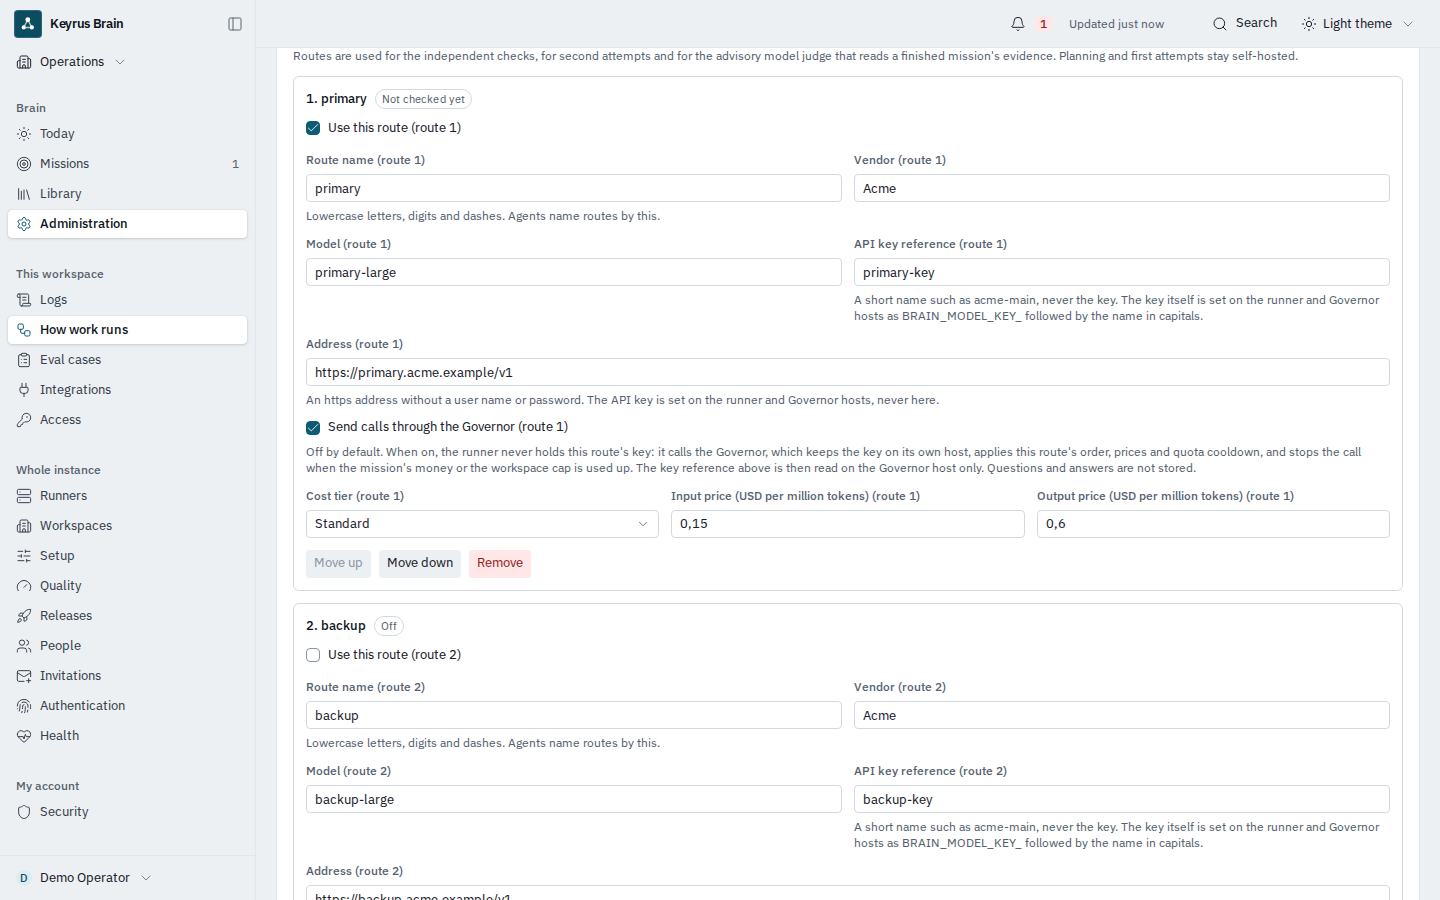 Keyrus Brain
1
Updated just now
Search
Light theme
Operations
Brain
Today
Missions 1
Library
Administration
This workspace
Logs
How work runs
Eval cases
Integrations
Access
Whole instance
Runners
Workspaces
Setup
Quality
Releases
People
Invitations
Authentication
Health
My account
Security
D Demo Operator
Routes are used for the independent checks, for second attempts and for the advisory model judge that reads a finished mission's evidence. Planning and first attempts stay self-hosted.
1. primary Not checked yet
Use this route (route 1)
Route name (route 1) Vendor (route 1)
primary Acme
Lowercase letters, digits and dashes. Agents name routes by this.
Model (route 1) API key reference (route 1)
primary-large primary-key
A short name such as acme-main, never the key. The key itself is set on the runner and Governor
hosts as BRAIN_MODEL_KEY_ followed by the name in capitals.
Address (route 1)
https://primary.acme.example/v1
An https address without a user name or password. The API key is set on the runner and Governor hosts, never here.
Send calls through the Governor (route 1)
Off by default. When on, the runner never holds this route's key: it calls the Governor, which keeps the key on its own host, applies this route's order, prices and quota cooldown, and stops the call
when the mission's money or the workspace cap is used up. The key reference above is then read on the Governor host only. Questions and answers are not stored.
Cost tier (route 1) Input price (USD per million tokens) (route 1) Output price (USD per million tokens) (route 1)
Standard 0,15 0,6
Move up Move down Remove
2. backup Off
Use this route (route 2)
Route name (route 2) Vendor (route 2)
backup Acme
Lowercase letters, digits and dashes. Agents name routes by this.
Model (route 2) API key reference (route 2)
backup-large backup-key
A short name such as acme-main, never the key. The key itself is set on the runner and Governor
hosts as BRAIN_MODEL_KEY_ followed by the name in capitals.
Address (route 2)
https://backup.acme.example/v1